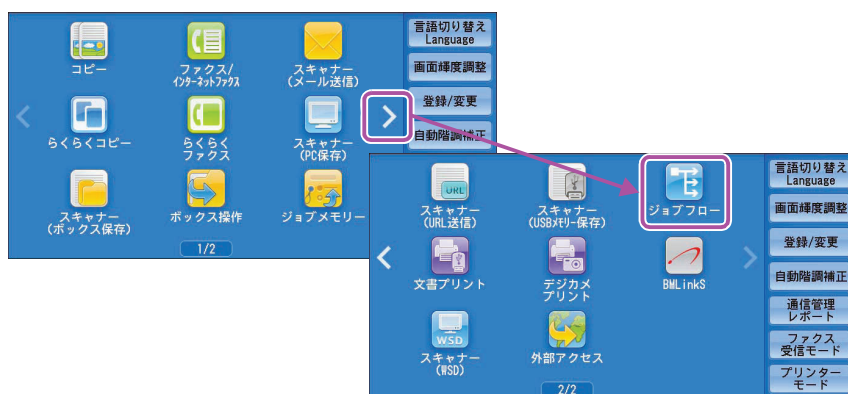 言語切り替え
Language
画面輝度調整
登録/変更
自動階調補正
コピー
ファクス/
インターネットファクス
スキャナー
(メール送信)
らくらくコピー
らくらく
ファクス
スキャナー
(PC保存)
スキャナー
(ボックス保存)
ボックス操作
ジョブメモリー
1/2
URL
スキャナー
(URL送信)
スキャナー
(USBメモリー保存)
ジョブフロー
文書プリント
デジカメ
プリント
BMLinkS
WSD
スキャナー
(WSD)
外部アクセス
2/2
言語切り替え
Language
画面輝度調整
登録/変更
自動階調補正
通信管理
レポート
ファクス
受信モード
プリンター
モード